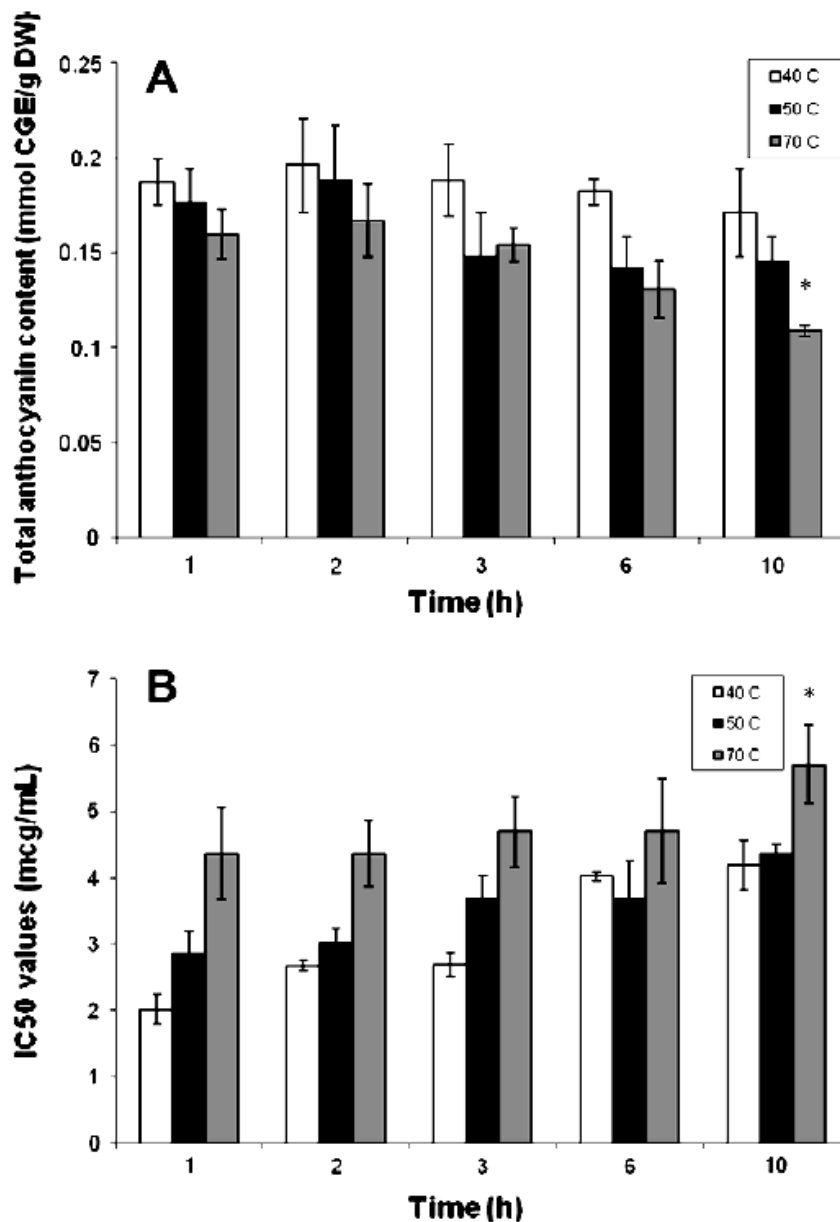 A
Total anthocyanin content (mmol CGE/g DW)
0.25
0.2
0.15
0.1
0.05
0
40 C
50 C
70 C
*
1 2 3 6 10
Time (h)
B
IC50 values (mcg/mL)
7
6
5
4
3
2
1
0
40 C
50 C
70 C
*
1 2 3 6 10
Time (h)